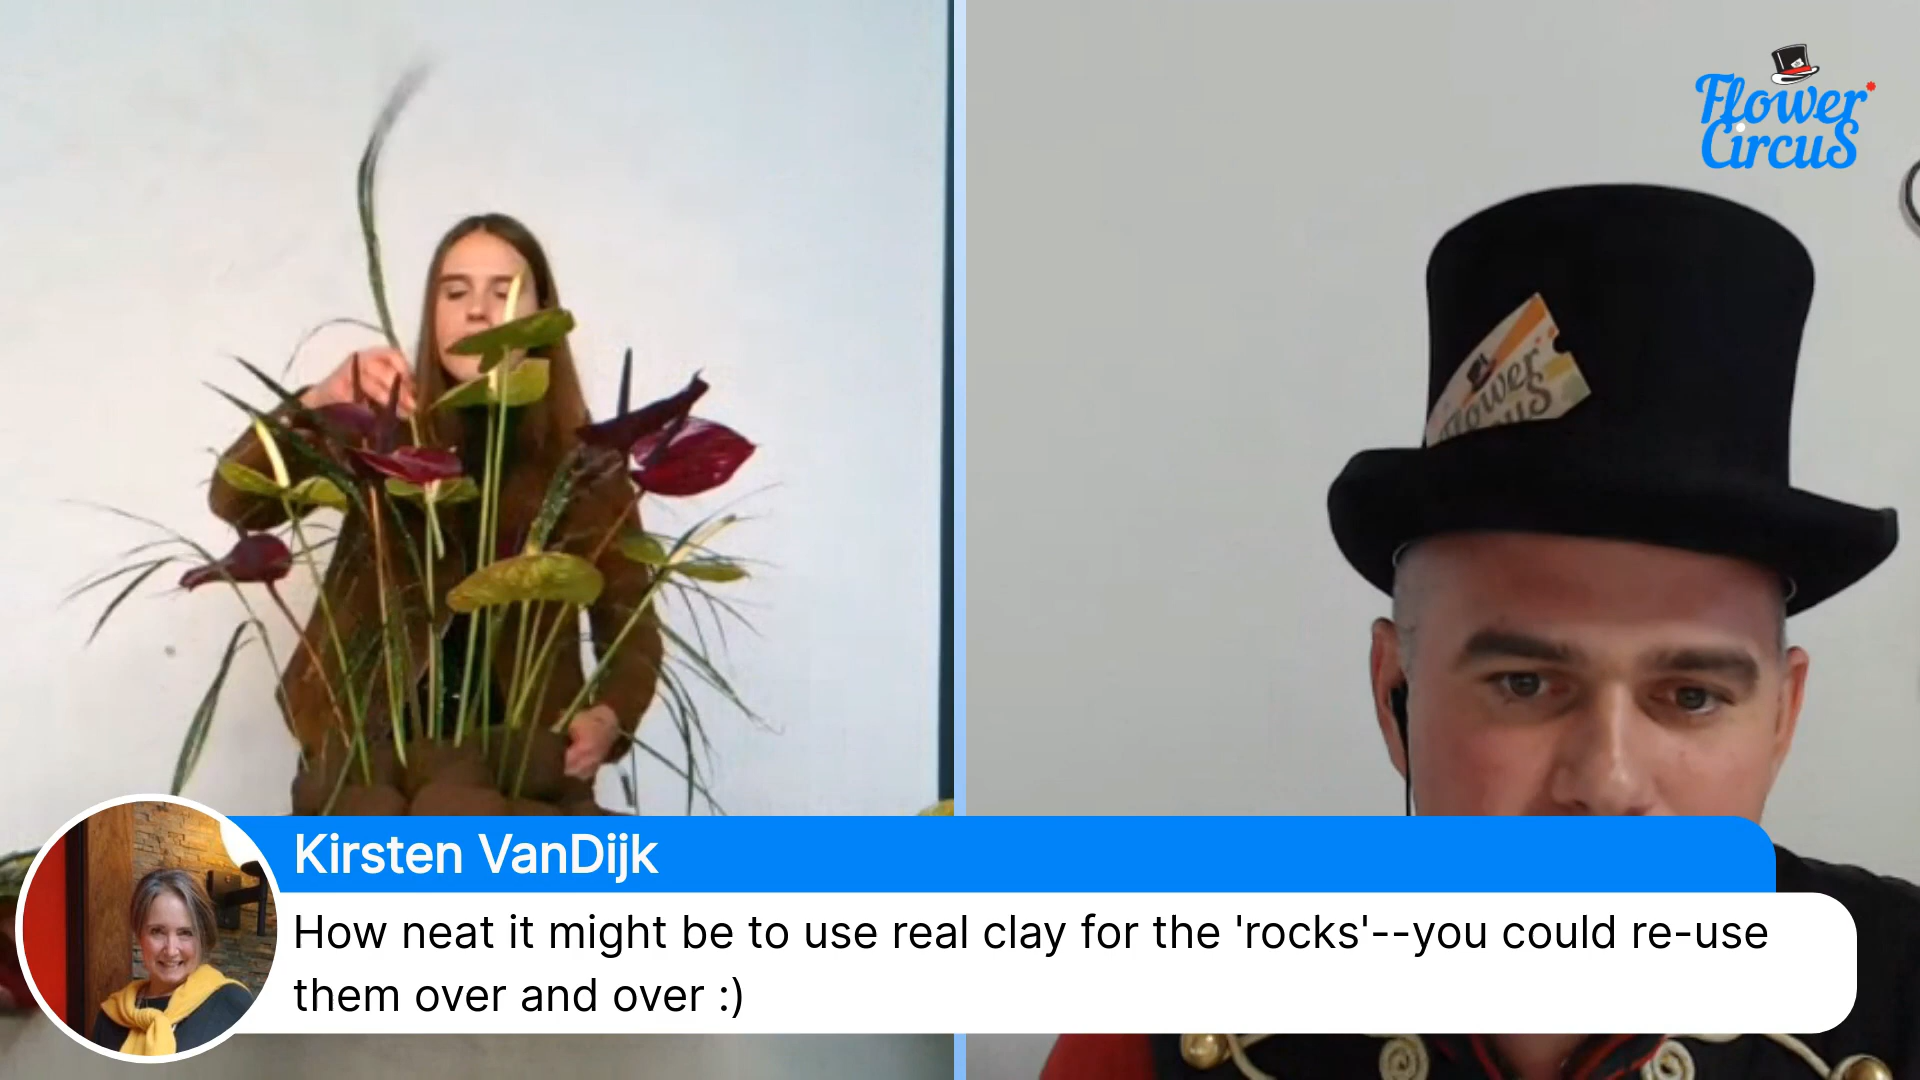 Flower
Circus
flower
Kirsten VanDijk
How neat it might be to use real clay for the 'rocks'--you could re-use
them over and over :)